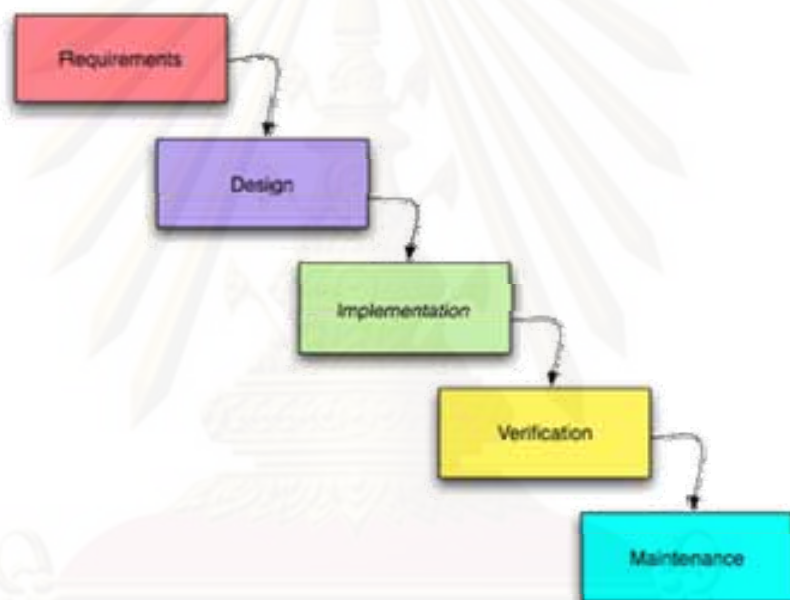 Requirements
Design
Implementation
Verification
Maintenance